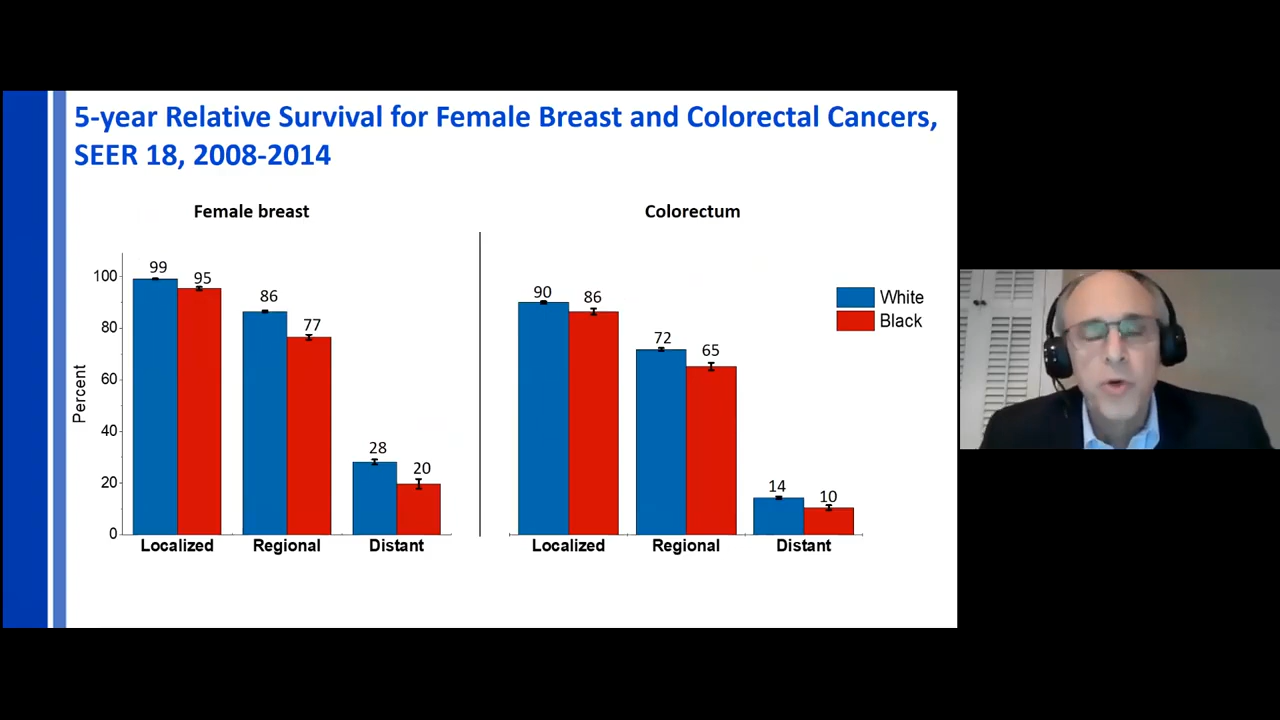 5-year Relative Survival for Female Breast and Colorectal Cancers,
SEER 18, 2008-2014
Female breast
Colorectum
Percent
100
80
60
40
20
0
99
95
86
77
28
20
Localized
Regional
Distant
90
86
72
65
14
10
Localized
Regional
Distant
White
Black